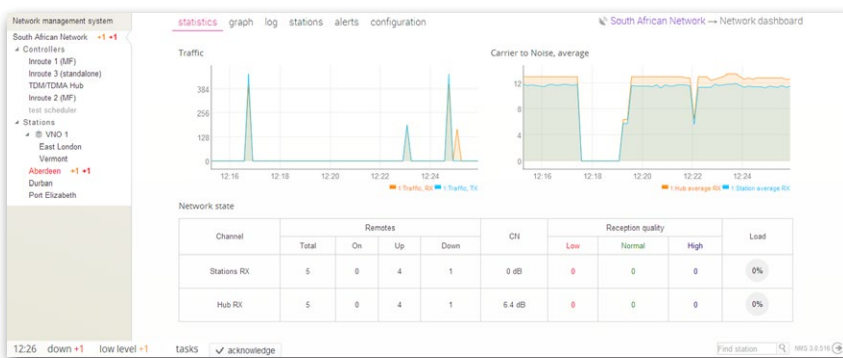 Network management system
South African Network +1 +1
Controllers
Inroute 1 (MF)
Inroute 3 (standalone)
TDM/TDMA Hub
Inroute 2 (MF)
test scheduler
Stations
VNO 1
East London
Vermont
Aberdeen +1 +1
Durban
Port Elizabeth
statistics graph log stations alerts configuration
South African Network → Network dashboard
Traffic
384
256
128
0
12:16 12:18 12:20 12:22 12:24
1 Traffic, RX 1 Traffic, TX
Carrier to Noise, average
12
8
4
0
12:16 12:18 12:20 12:22 12:24
1 Hub average RX 1 Station average RX
Network state
Channel Remotes CN Reception quality Load
Total On Up Down Low Normal High
Stations RX 5 0 4 1 0 dB 0 0 0 0%
Hub RX 5 0 4 1 6.4 dB 0 0 0 0%
12:26 down +1 low level +1 tasks acknowledge Find station